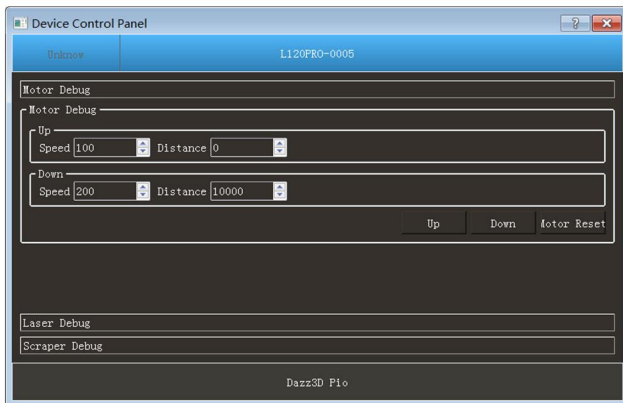 Device Control Panel
Unknow
L120PRO-0005
Motor Debug
Motor Debug
Up
Speed 100 Distance 0
Down
Speed 200 Distance 10000
Up Down Motor Reset
Laser Debug
Scraper Debug
Dazz3D Pio